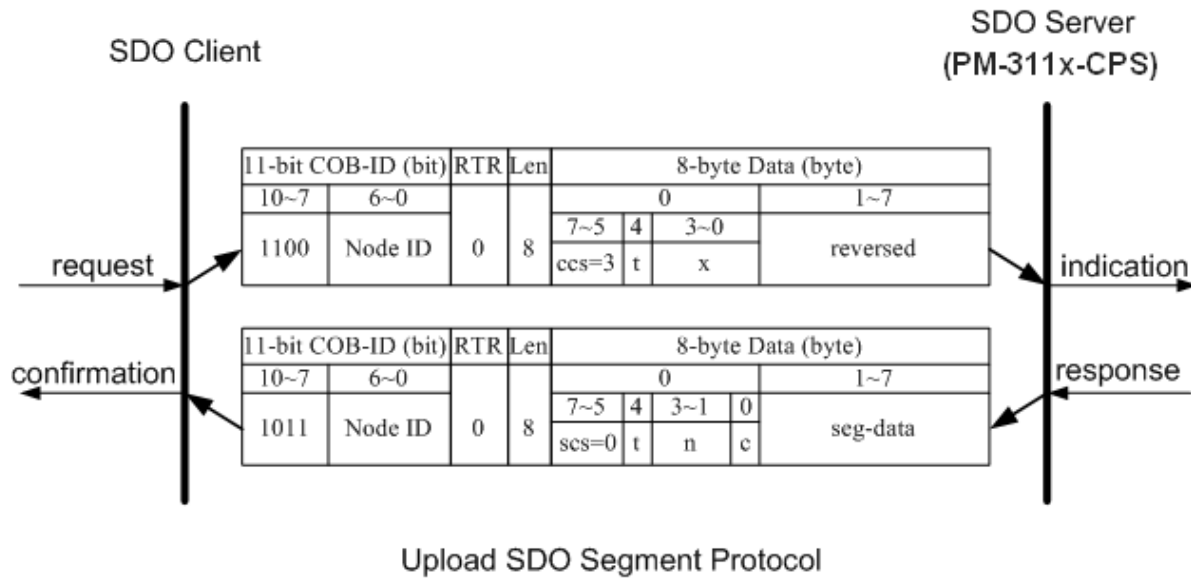 SDO Client
SDO Server
(PM-311x-CPS)
11-bit COB-ID (bit) RTR Len 8-byte Data (byte)
10~7 6~0 0 1~7
7~5 4 3~0
1100 Node ID 0 8 reversed
ccs=3 t x
request
indication
11-bit COB-ID (bit) RTR Len 8-byte Data (byte)
confirmation
response
10~7 6~0 0 1~7
7~5 4 3~1 0
1011 Node ID 0 8 seg-data
scs=0 t n c
Upload SDO Segment Protocol